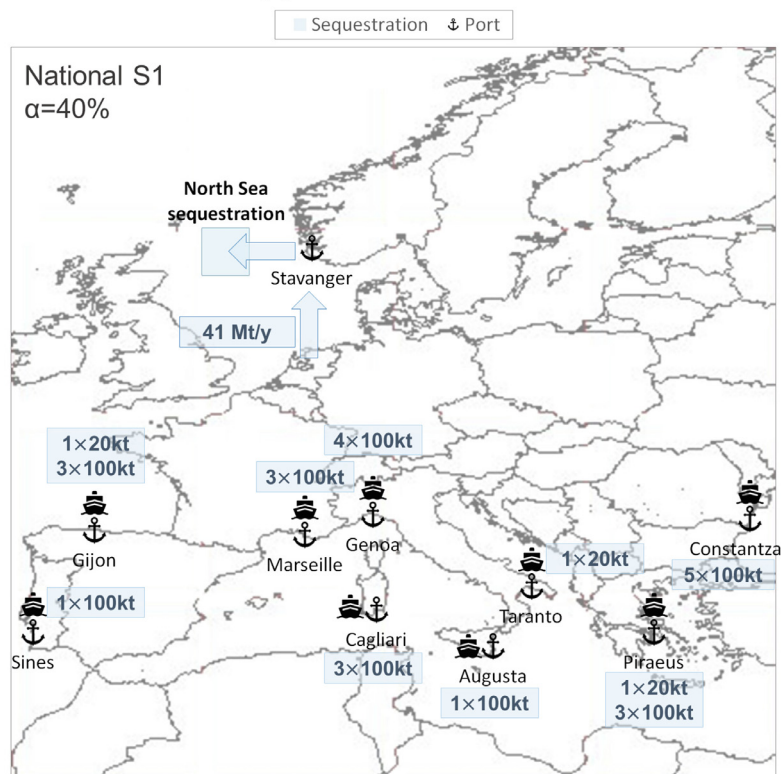 Sequestration Port
National S1
α=40%
North Sea
sequestration
Stavanger
41 Mt/y
1×20kt
3×100kt
Gijon
3×100kt
Marseille
4×100kt
Genoa
1×20kt
Taranto
Constantza
5×100kt
1×100kt
Sines
Cagliari
3×100kt
Augusta
1×100kt
Piraeus
1×20kt
3×100kt